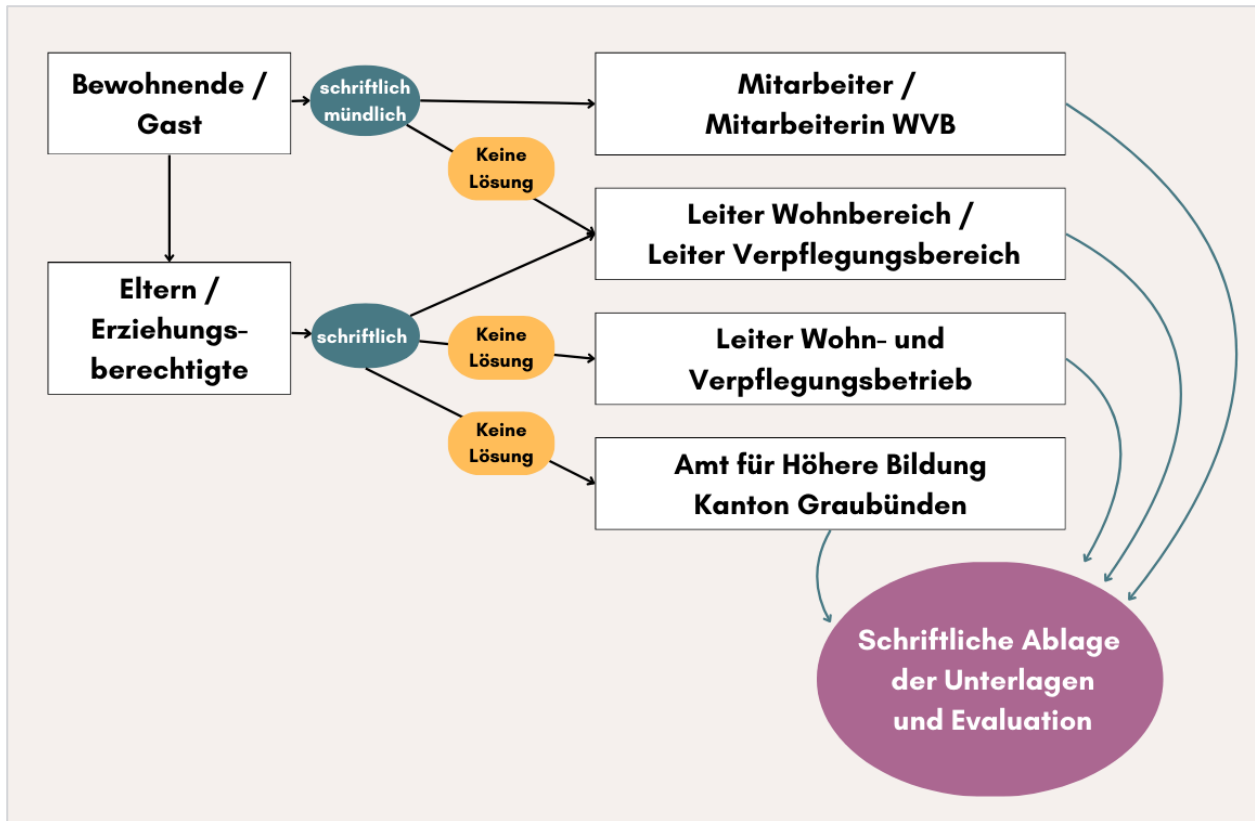 Bewohnende /
Gast
schriftlich
mündlich
Mitarbeiter /
Mitarbeiterin WVB
Keine
Lösung
Leiter Wohnbereich /
Leiter Verpflegungsbereich
Eltern /
Erziehungs-
berechtigte
schriftlich
Keine
Lösung
Leiter Wohn- und
Verpflegungsbetrieb
Keine
Lösung
Amt für Höhere Bildung
Kanton Graubünden
Schriftliche Ablage
der Unterlagen
und Evaluation